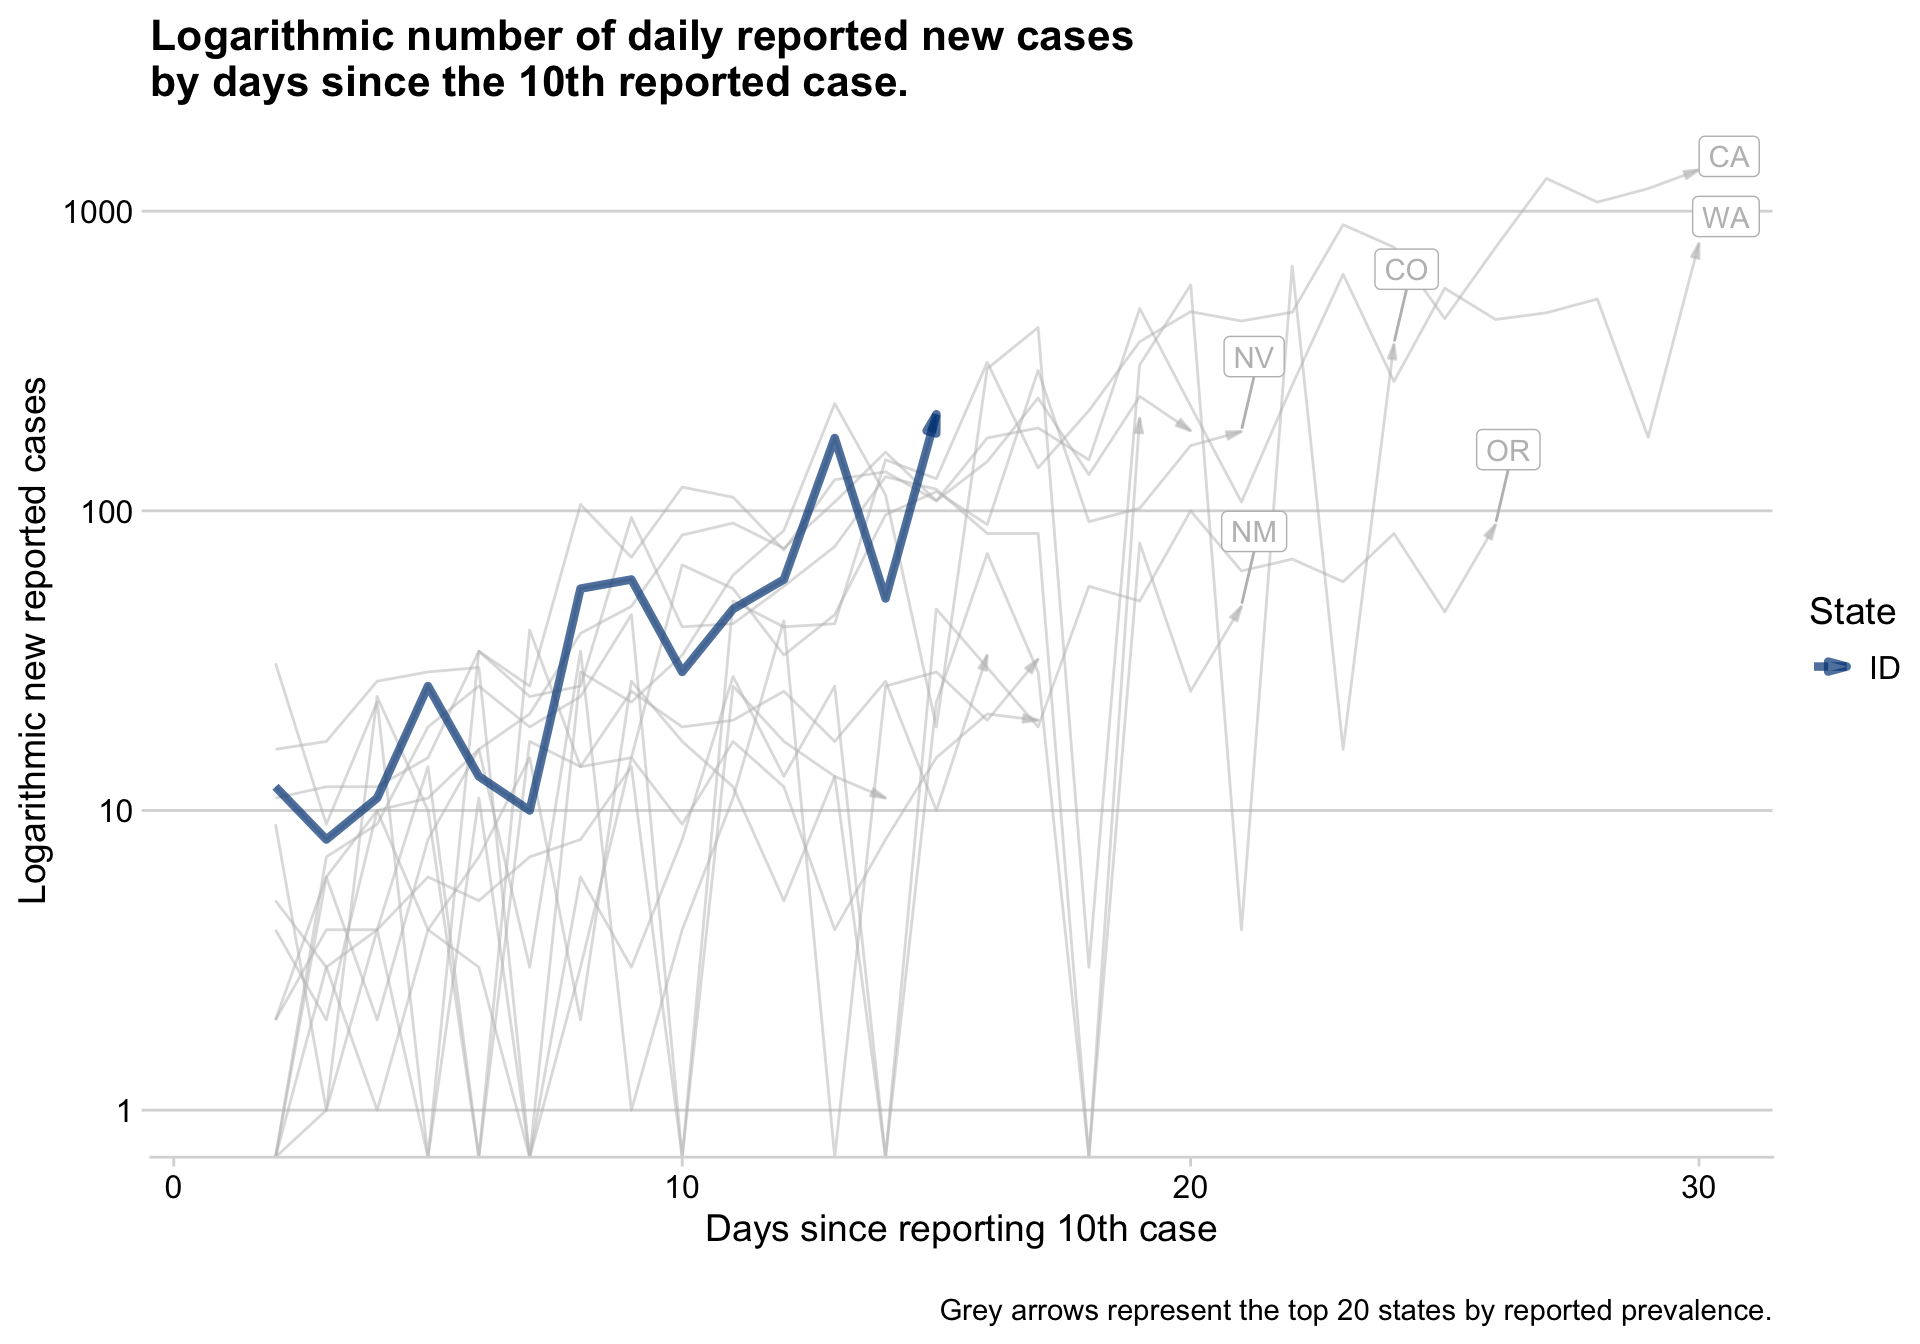 Logarithmic number of daily reported new cases
by days since the 10th reported case.
CA
1000
WA
CO
NV
OR
100
NM
Logarithmic new reported cases
State
ID
10
1
0
10
20
30
Days since reporting 10th case
Grey arrows represent the top 20 states by reported prevalence.